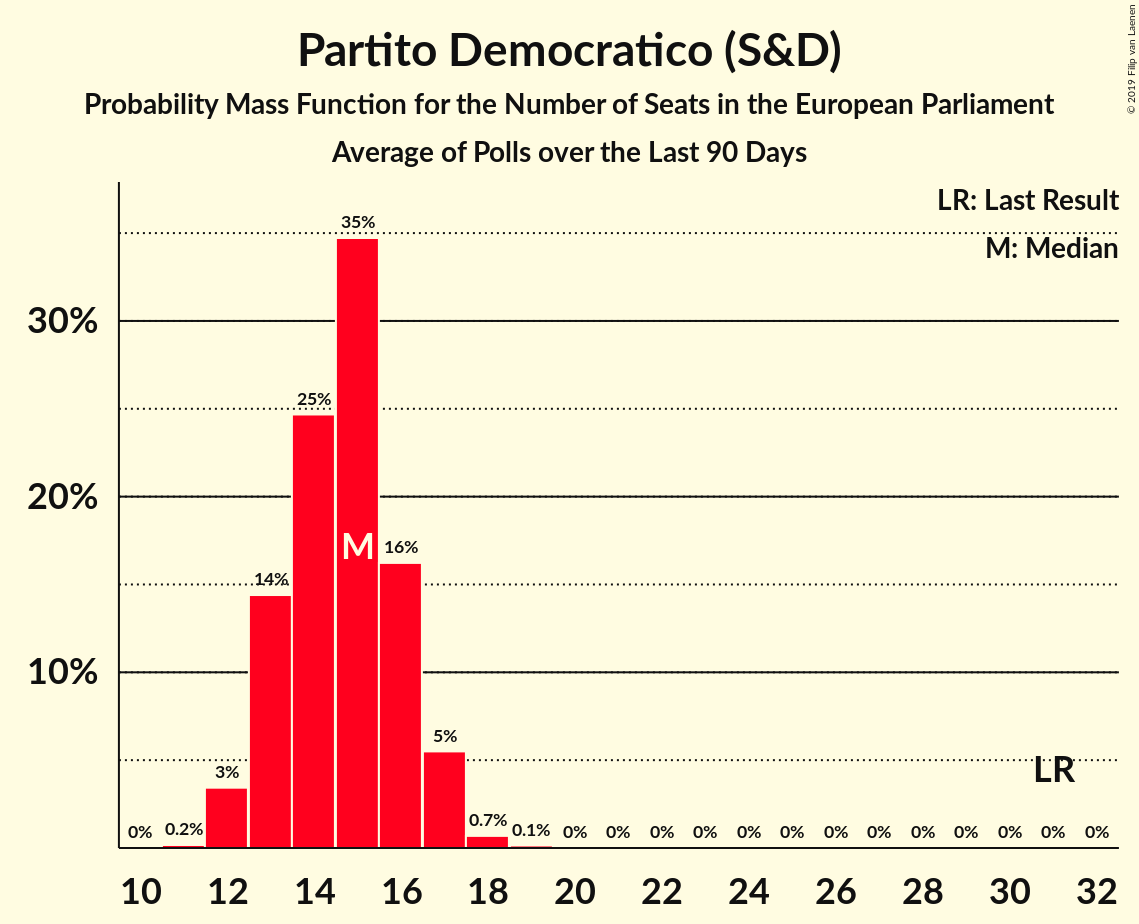 Partito Democratico (S&D)
Probability Mass Function for the Number of Seats in the European Parliament
Average of Polls over the Last 90 Days
© 2019 Filip van Laenen
LR: Last Result
M: Median
30%
20%
10%
0% 0.2% 3% 14% 25% 35% 16% 5% 0.7% 0.1% 0% 0% 0% 0% 0% 0% 0% 0% 0% 0% 0% 0% 0%
M
LR
10 12 14 16 18 20 22 24 26 28 30 32